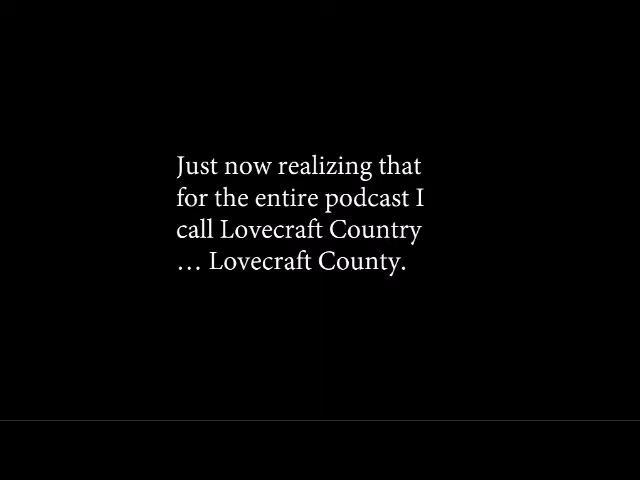 Just now realizing that
for the entire podcast I
call Lovecraft Country
… Lovecraft County.